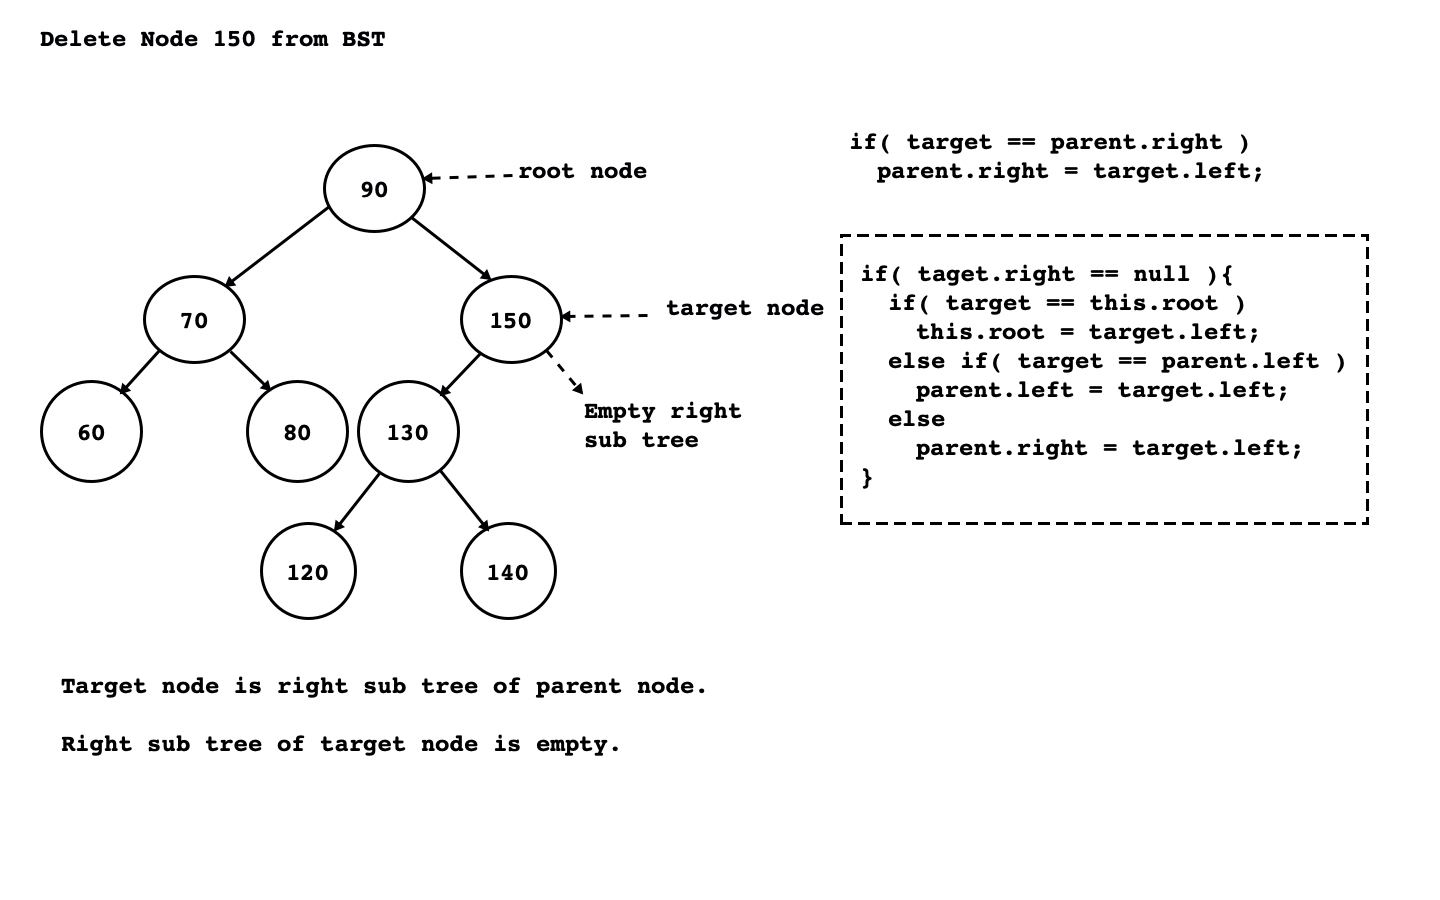 Delete Node 150 from BST
90
root node
70
150
target node
60
80
130
Empty right
sub tree
120
140
Target node is right sub tree of parent node.
Right sub tree of target node is empty.
if( target == parent.right )
parent.right = target.left;
if( taget.right == null ){
if( target == this.root )
this.root = target.left;
else if( target == parent.left )
parent.left = target.left;
else
parent.right = target.left;
}